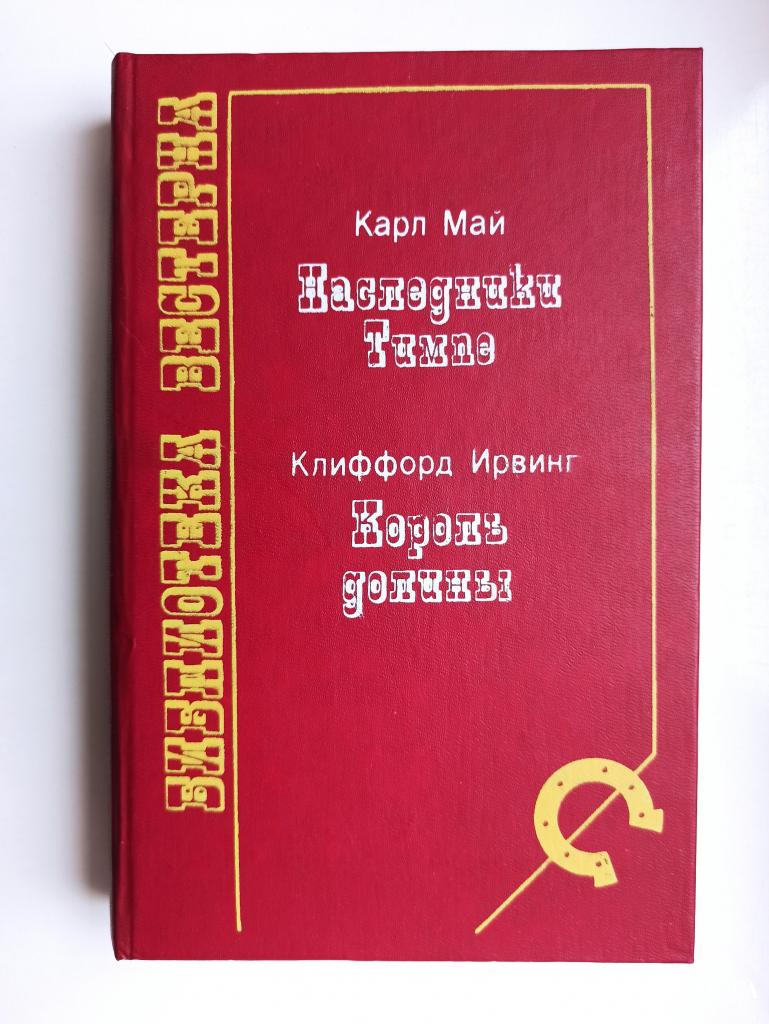 БИБЛИОТЕКА ВЕСТЕРНА
Карл Май
Наследники
Тимпе
Клиффорд Ирвинг
Король
долины